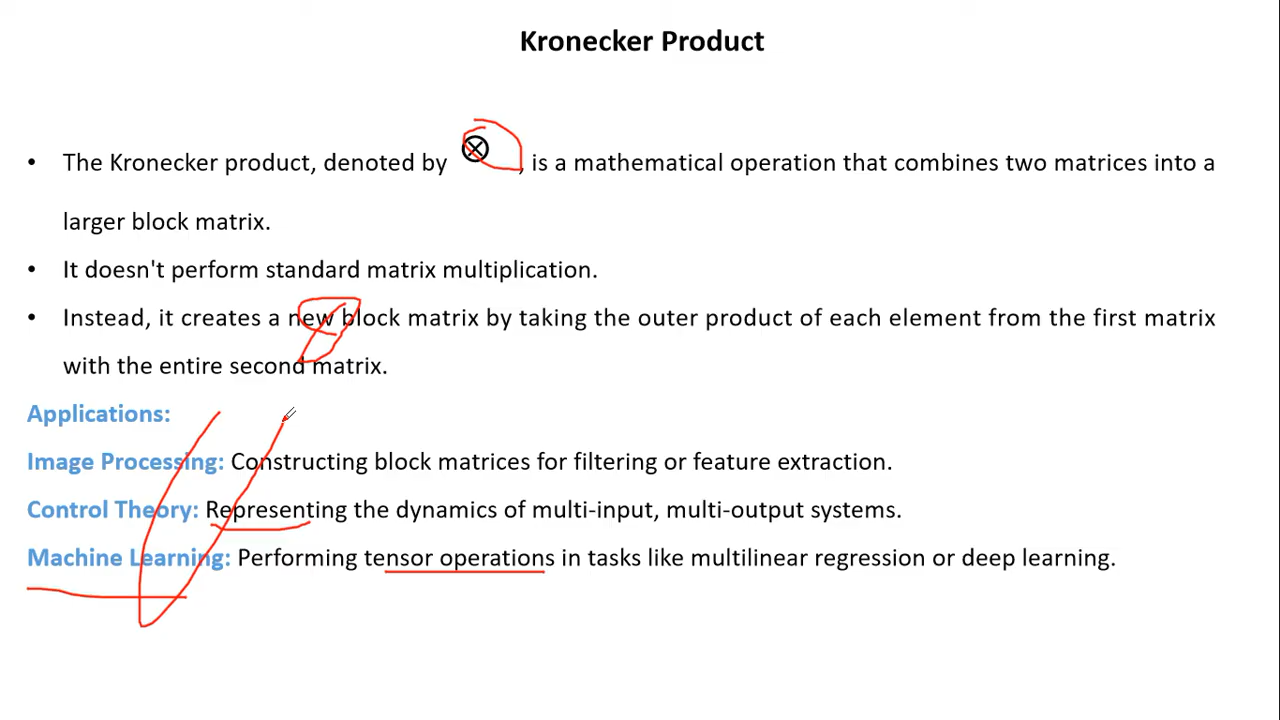 Kronecker Product
• The Kronecker product, denoted by ⊗, is a mathematical operation that combines two matrices into a
larger block matrix.
• It doesn't perform standard matrix multiplication.
• Instead, it creates a new block matrix by taking the outer product of each element from the first matrix
with the entire second matrix.
Applications:
Image Processing: Constructing block matrices for filtering or feature extraction.
Control Theory: Representing the dynamics of multi-input, multi-output systems.
Machine Learning: Performing tensor operations in tasks like multilinear regression or deep learning.